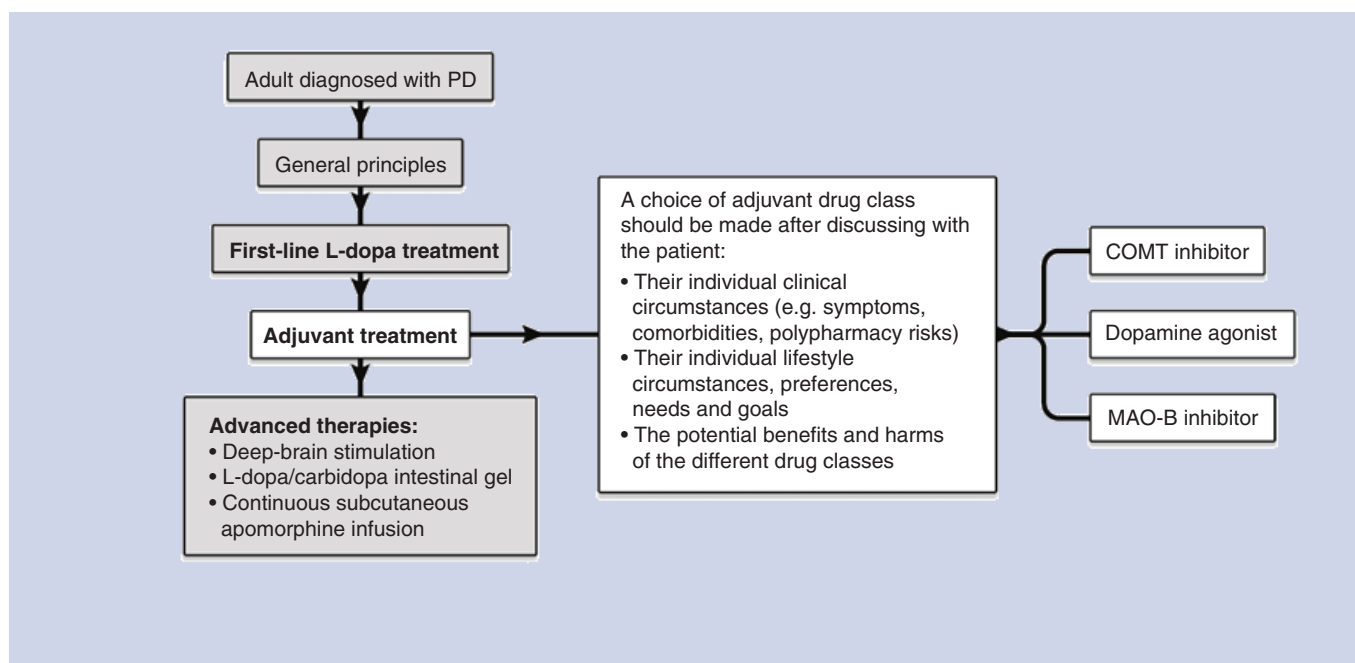 Adult diagnosed with PD
General principles
First-line L-dopa treatment
Adjuvant treatment
Advanced therapies:
• Deep-brain stimulation
• L-dopa/carbidopa intestinal gel
• Continuous subcutaneous
apomorphine infusion
A choice of adjuvant drug class
should be made after discussing with
the patient:
• Their individual clinical
circumstances (e.g. symptoms,
comorbidities, polypharmacy risks)
• Their individual lifestyle
circumstances, preferences,
needs and goals
• The potential benefits and harms
of the different drug classes
COMT inhibitor
Dopamine agonist
MAO-B inhibitor